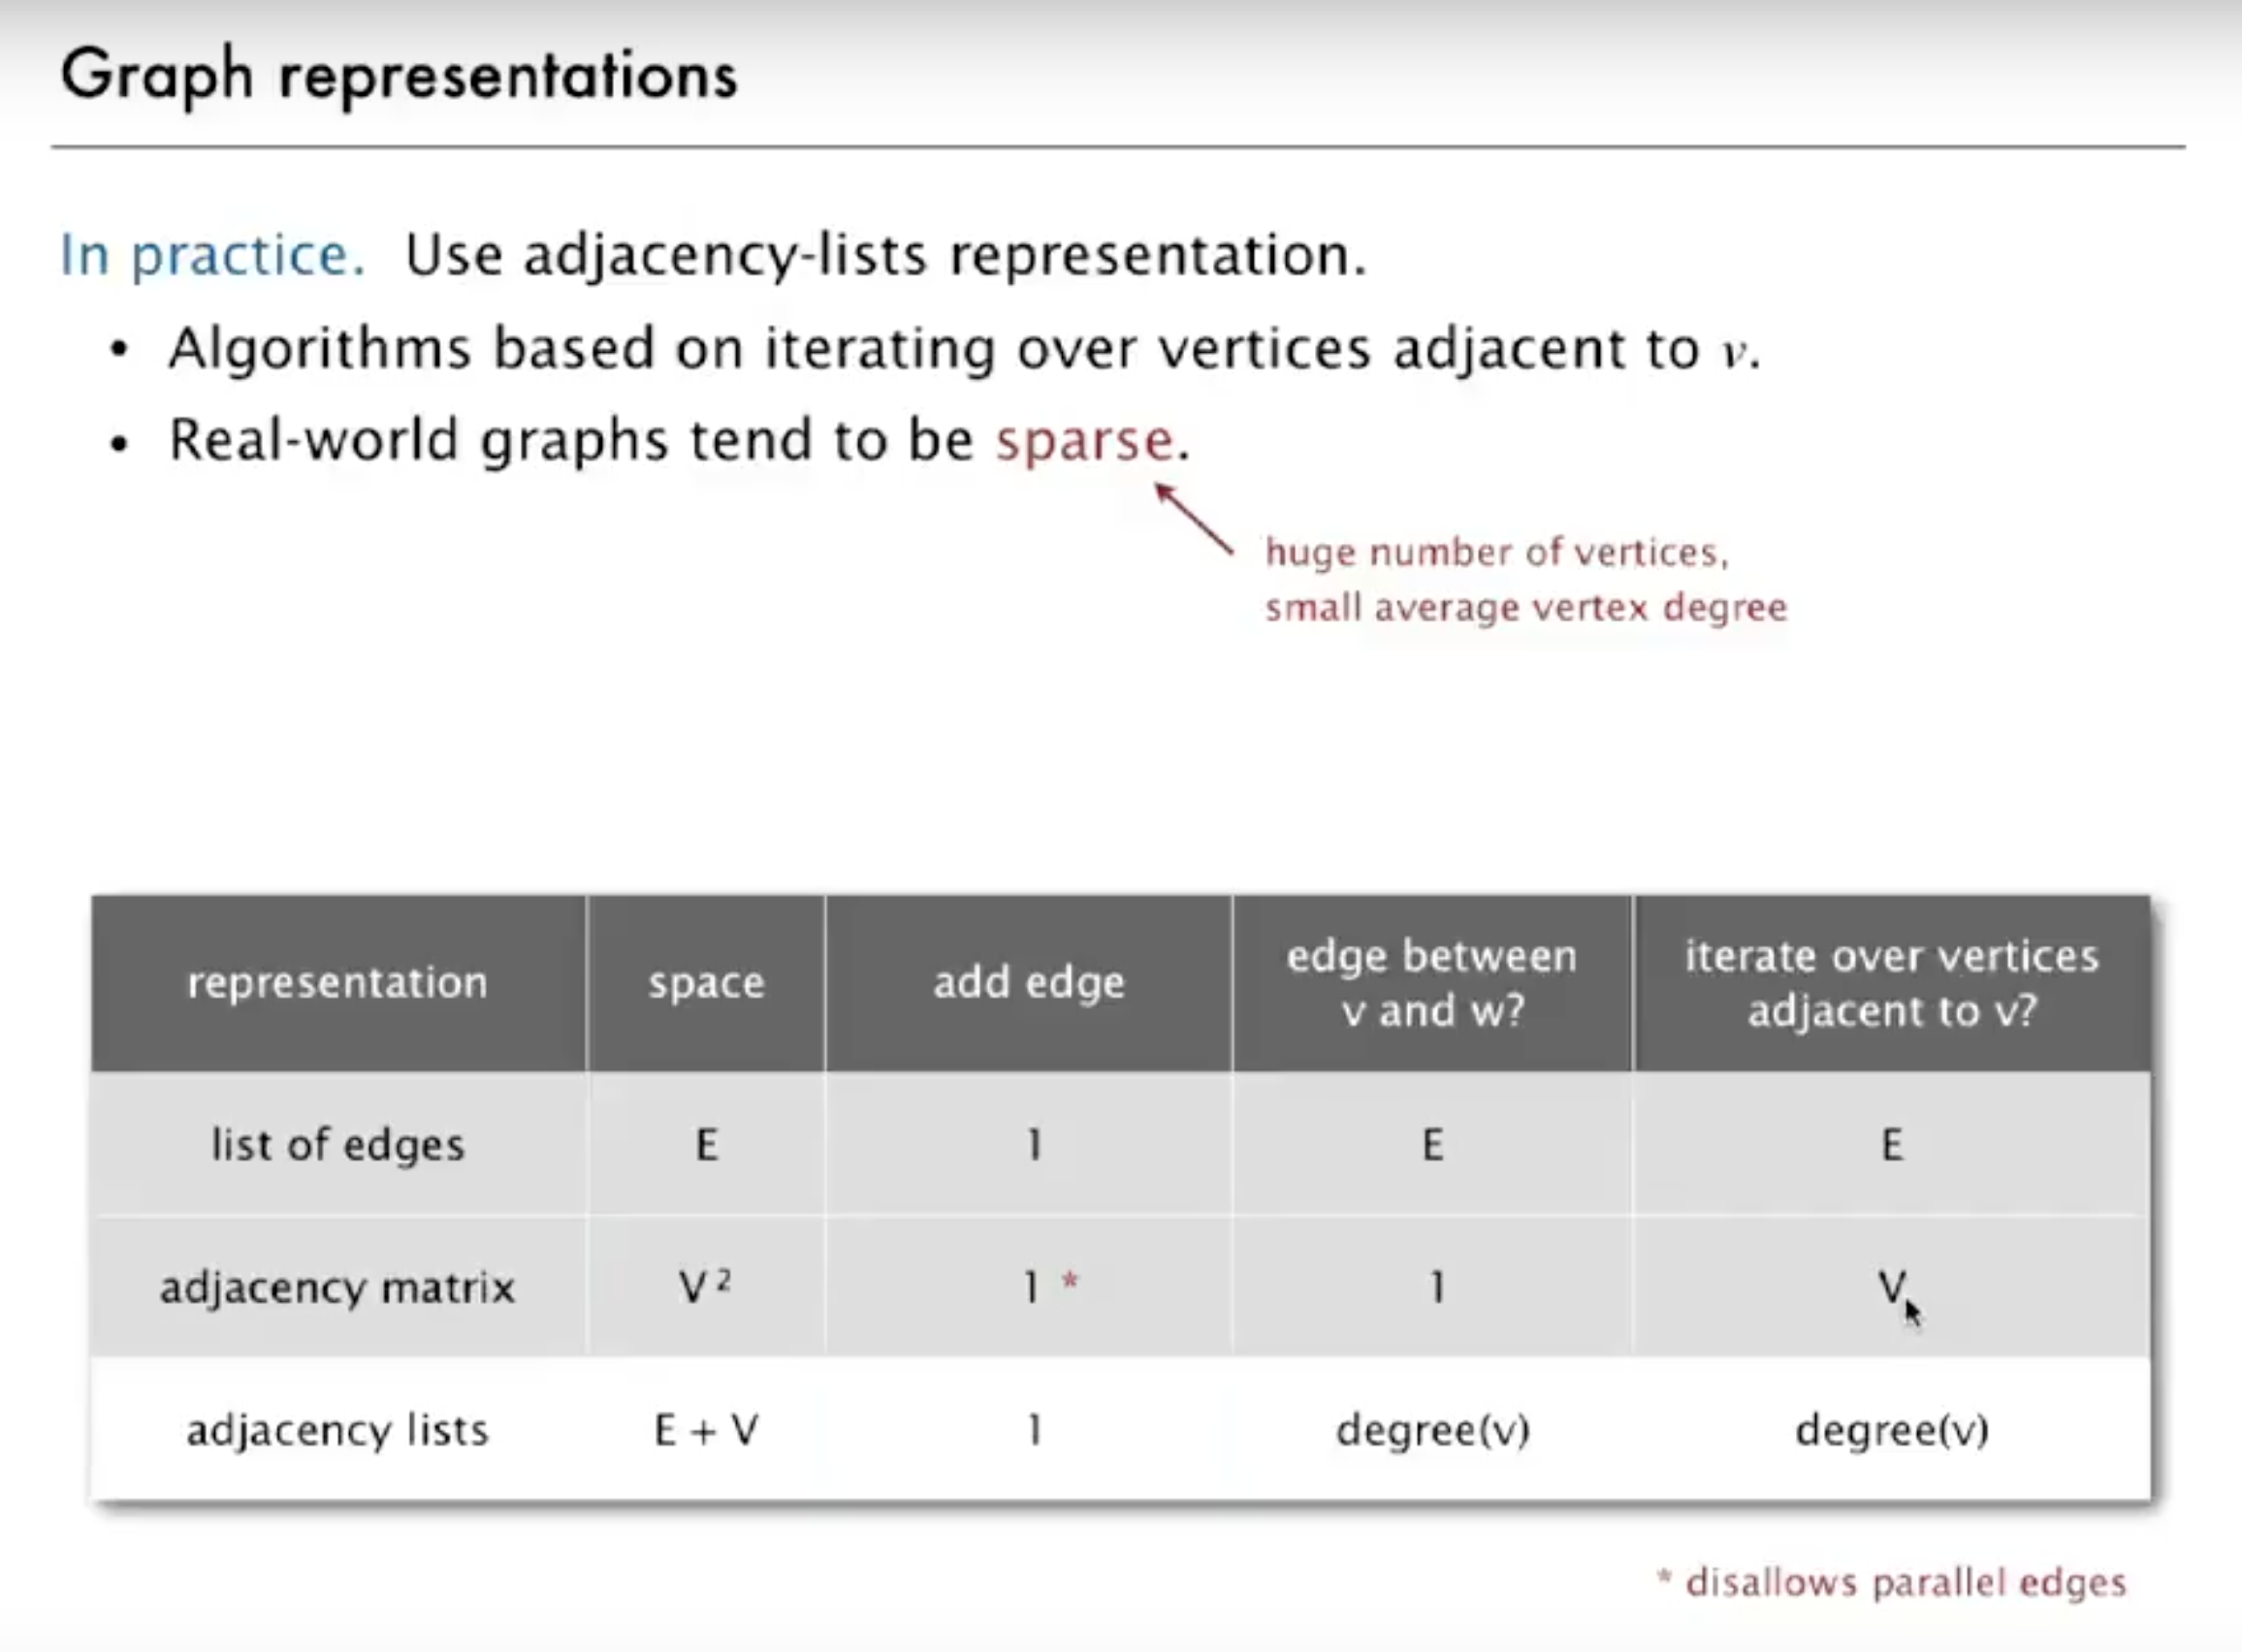 Graph representations
In practice. Use adjacency-lists representation.
• Algorithms based on iterating over vertices adjacent to v.
• Real-world graphs tend to be sparse.
huge number of vertices,
small average vertex degree
representation space add edge edge between v and w? iterate over vertices adjacent to v?
list of edges E 1 E E
adjacency matrix V² 1 * 1 V
adjacency lists E + V 1 degree(v) degree(v)
* disallows parallel edges